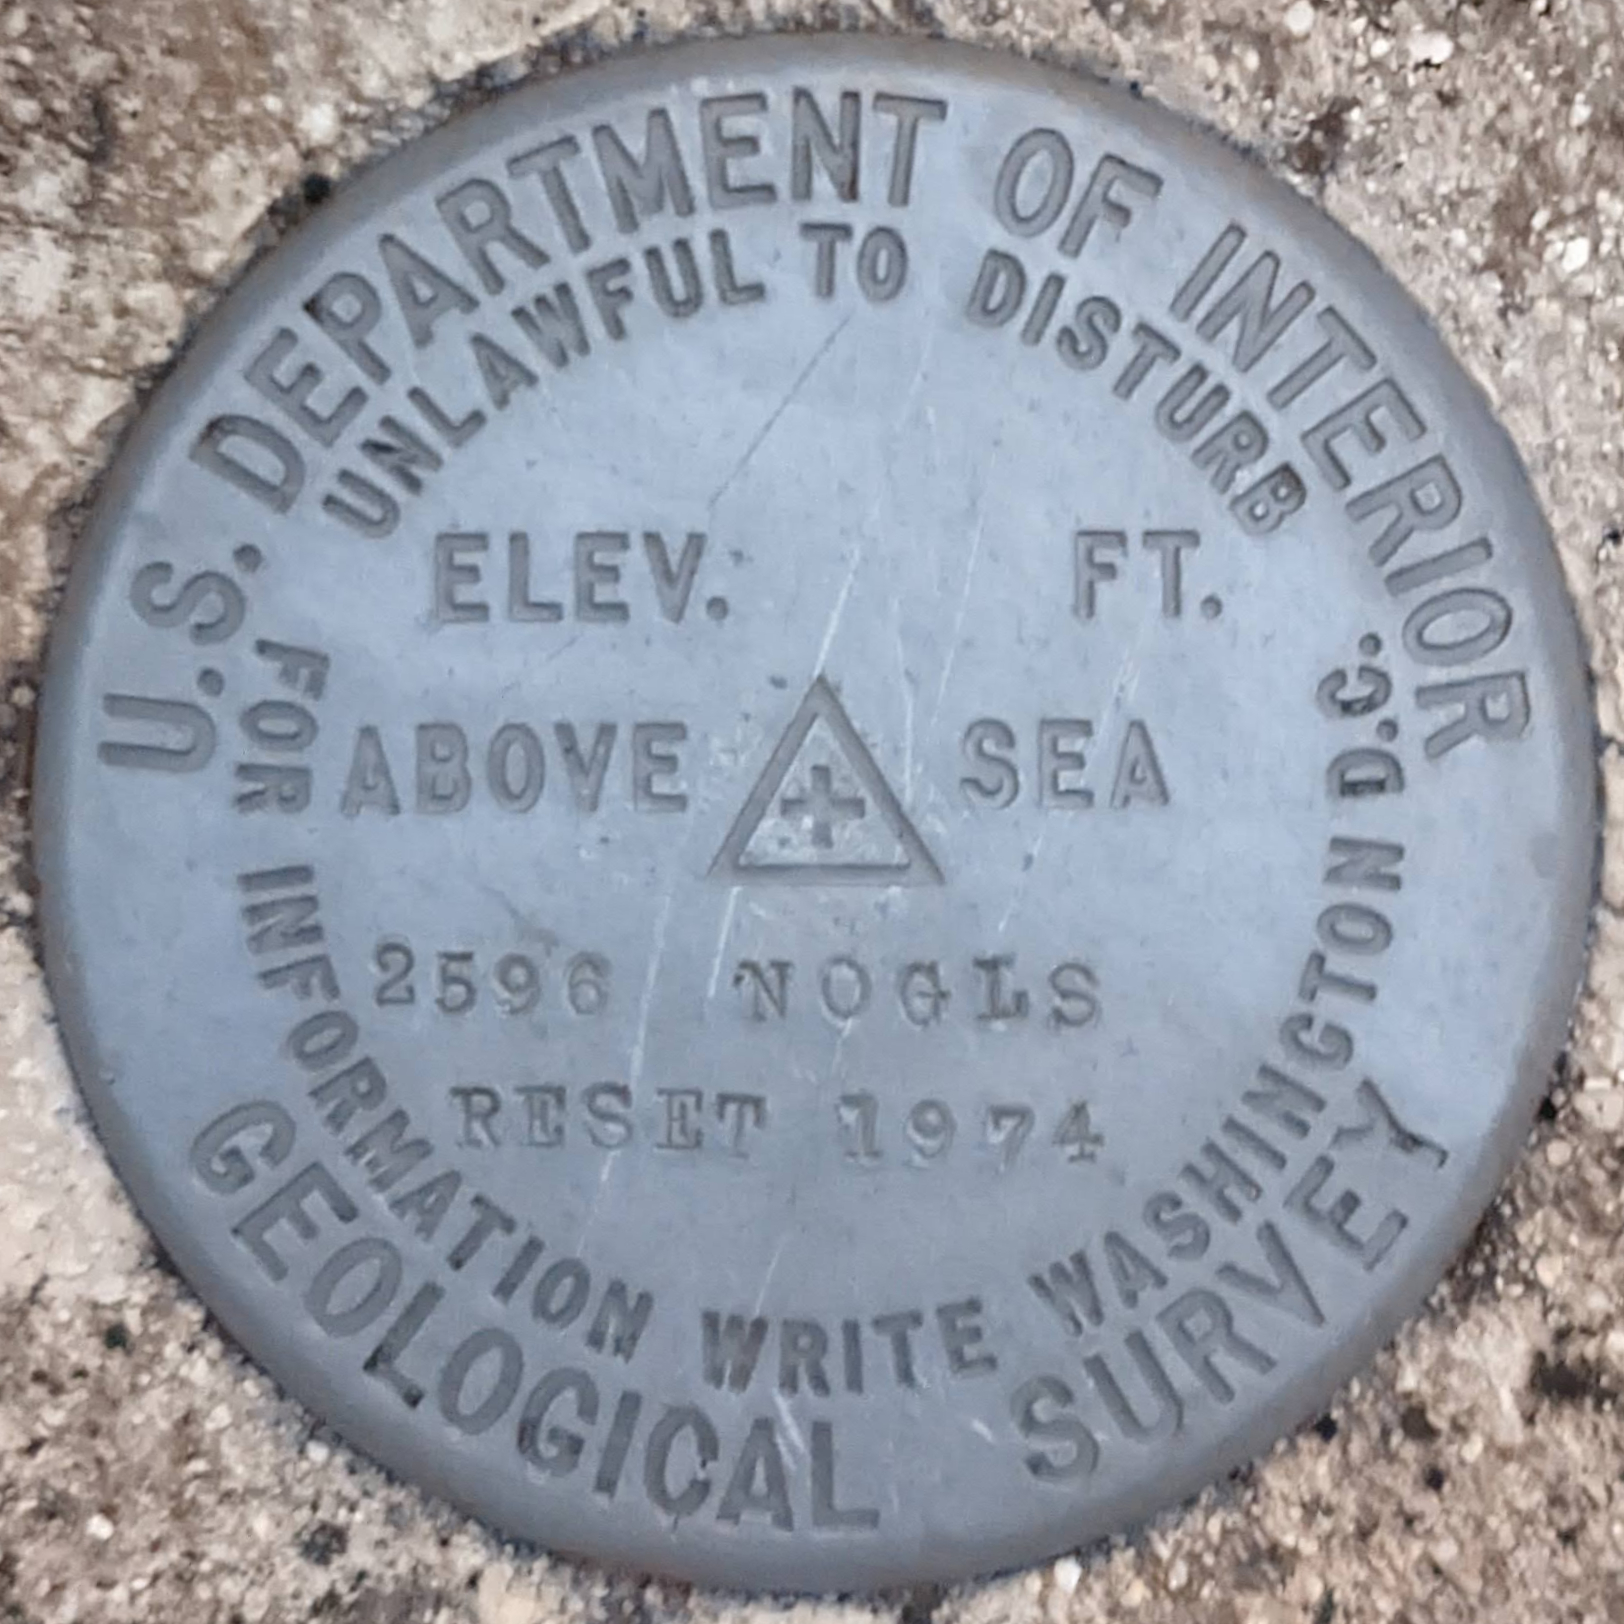 U.S. DEPARTMENT OF INTERIOR
UNLAWFUL TO DISTURB
ELEV. FT.
ABOVE SEA
2596 NOGLS
RESET 1974
FOR INFORMATION WRITE WASHINGTON D.C.
GEOLOGICAL SURVEY